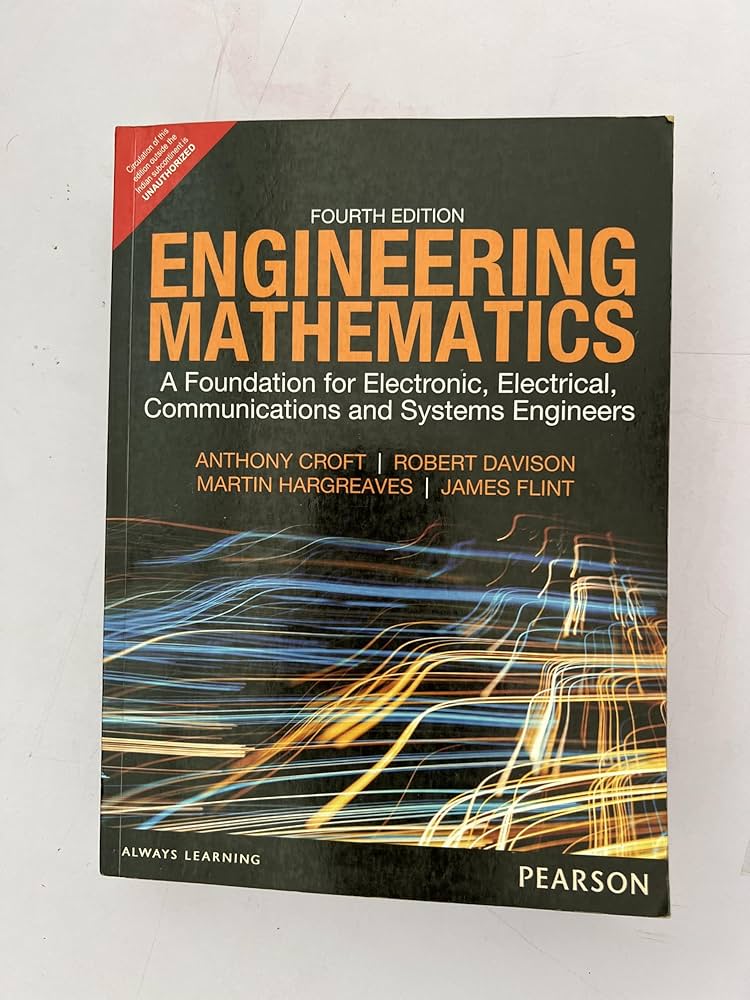 Circulation of this
edition outside the
Indian subcontinent is
UNAUTHORIZED
FOURTH EDITION
ENGINEERING
MATHEMATICS
A Foundation for Electronic, Electrical,
Communications and Systems Engineers
ANTHONY CROFT | ROBERT DAVISON
MARTIN HARGREAVES | JAMES FLINT
ALWAYS LEARNING
PEARSON